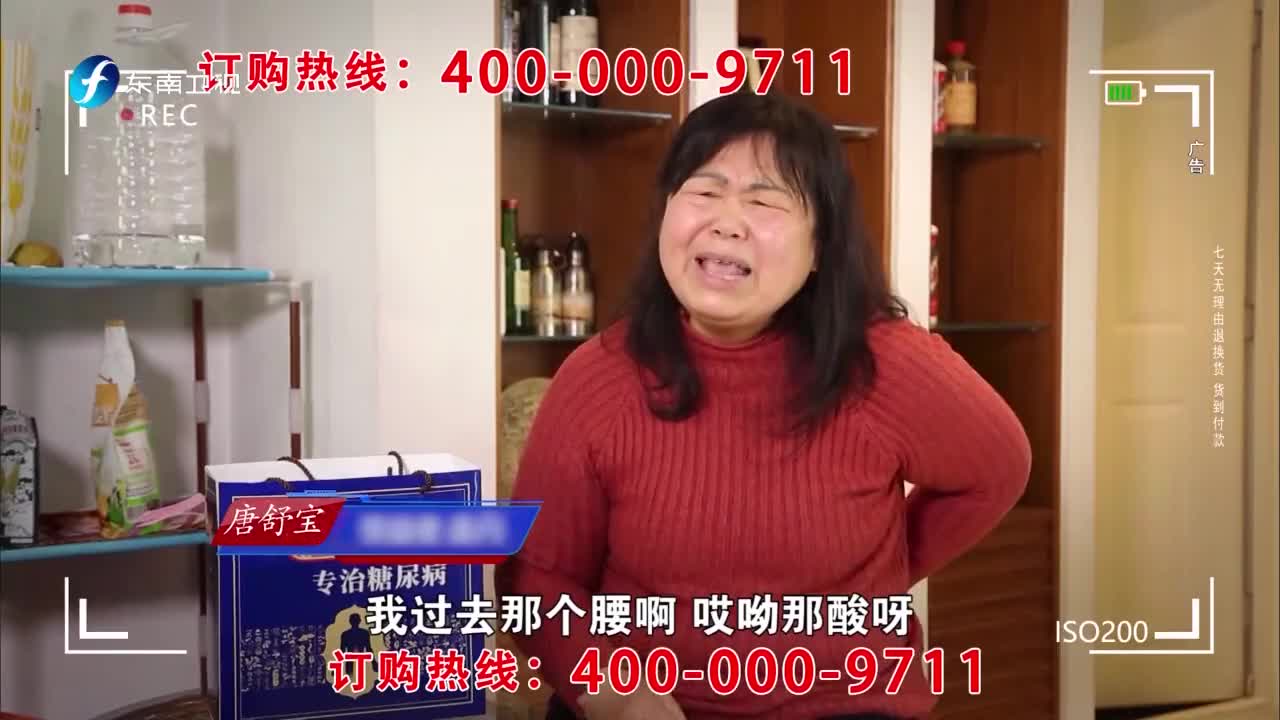 订购热线：400-000-9711
东南卫视
REC
广告
七天无理由退换货 货到付款
唐舒宝
专治糖尿病
我过去那个腰啊 哎呦那酸呀
ISO200
订购热线：400-000-9711